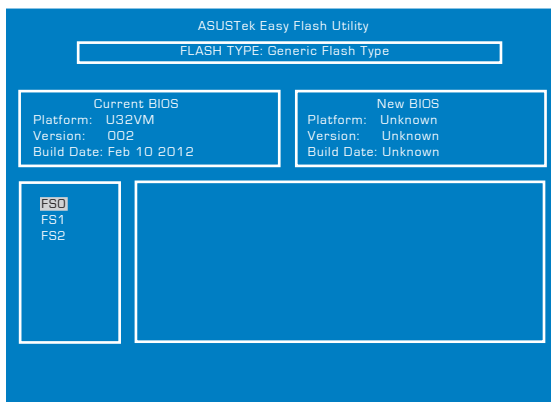 ASUSTek Easy Flash Utility
FLASH TYPE: Generic Flash Type
Current BIOS
Platform: U32VM
Version: 002
Build Date: Feb 10 2012
New BIOS
Platform: Unknown
Version: Unknown
Build Date: Unknown
FS0
FS1
FS2